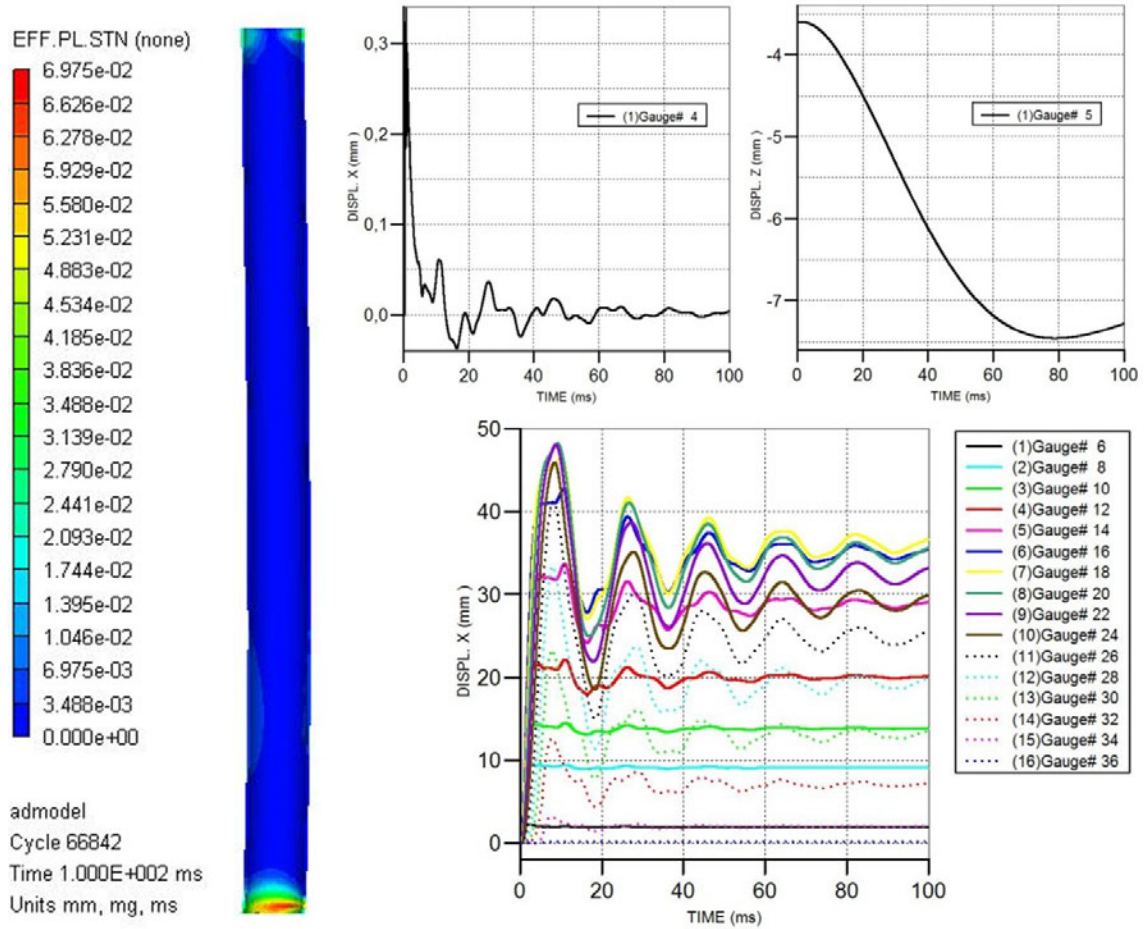 EFF.PL.STN (none)
6.975e-02
6.626e-02
6.278e-02
5.929e-02
5.580e-02
5.231e-02
4.883e-02
4.534e-02
4.185e-02
3.836e-02
3.488e-02
3.139e-02
2.790e-02
2.441e-02
2.093e-02
1.744e-02
1.395e-02
1.046e-02
6.975e-03
3.488e-03
0.000e+00
admodel
Cycle 66842
Time 1.000E+002 ms
Units mm, mg, ms
DISPL. X (mm)
0,3
0,2
0,1
0,0
(1)Gauge# 4
0 20 40 60 80 100
TIME (ms)
DISPL. Z (mm)
-4
-5
-6
-7
(1)Gauge# 5
0 20 40 60 80 100
TIME (ms)
DISPL. X (mm)
50
40
30
20
10
0
0 20 40 60 80 100
TIME (ms)
(1)Gauge# 6
(2)Gauge# 8
(3)Gauge# 10
(4)Gauge# 12
(5)Gauge# 14
(6)Gauge# 16
(7)Gauge# 18
(8)Gauge# 20
(9)Gauge# 22
(10)Gauge# 24
(11)Gauge# 26
(12)Gauge# 28
(13)Gauge# 30
(14)Gauge# 32
(15)Gauge# 34
(16)Gauge# 36